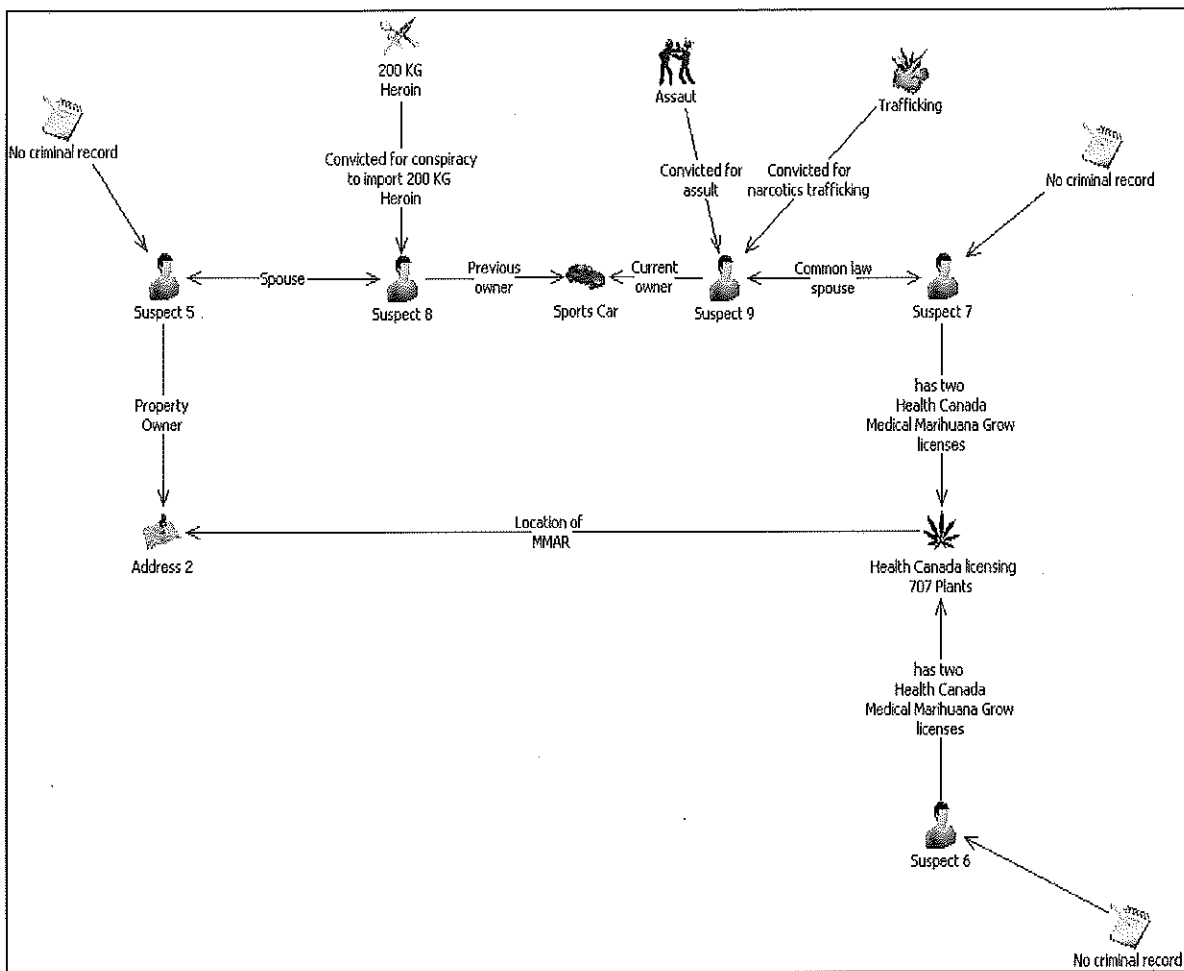 200 KG
Heroin
Assaut
Trafficking
No criminal record
No criminal record
Convicted for conspiracy
to import 200 KG
Heroin
Convicted for
assult
Convicted for
narcotics trafficking
Spouse
Previous
owner
Current
owner
Common law
spouse
Suspect 5
Suspect 8
Sports Car
Suspect 9
Suspect 7
Property
Owner
has two
Health Canada
Medical Marihuana Grow
licenses
Location of
MMAR
Address 2
Health Canada licensing
707 Plants
has two
Health Canada
Medical Marihuana Grow
licenses
Suspect 6
No criminal record